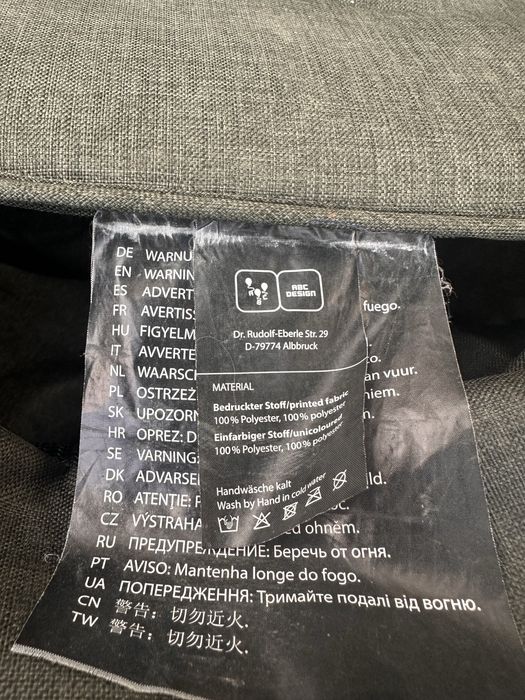 ABC
DESIGN
Dr. Rudolf-Eberle Str. 29
D-79774 Albbruck
MATERIAL
Bedruckter Stoff/printed fabric
100% Polyester, 100% polyester
Einfarbiger Stoff/unicoloured
100% Polyester, 100% polyester
Handwäsche kalt
Wash by Hand in cold water
DE WARNU
EN WARNIN
ES ADVERT fuego.
FR AVERTIS
HU FIGYELM
IT AVVERTE
NL WAARSC an vuur.
PL OSTRZEŻ
SK UPOZORN
HR OPREZ: D
SE VARNING:
DK ADVARSE
RO ATENȚIE:
CZ VÝSTRAHA ohněm.
RU ПРЕДУПРЕЖДЕНИЕ: Беречь от огня.
PT AVISO: Mantenha longe do fogo.
UA ПОПЕРЕДЖЕННЯ: Тримайте подалі від вогню.
CN 警告：切勿近火.
TW 警告：切勿近火.